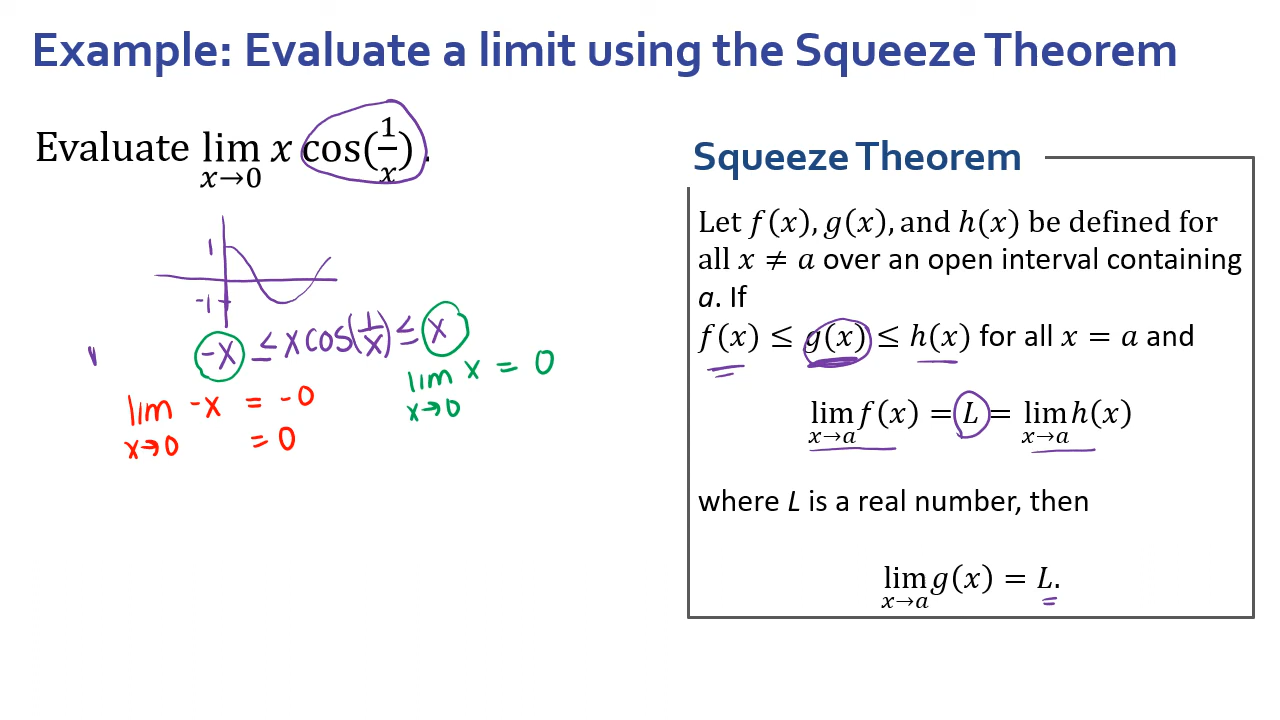 Example: Evaluate a limit using the Squeeze Theorem
Evaluate lim x→0 x cos(1/x).
1
-1
-x ≤ x cos(1/x) ≤ x
lim x→0 x = 0
lim x→0 -x = -0
= 0
Squeeze Theorem
Let f(x), g(x), and h(x) be defined for
all x ≠ a over an open interval containing
a. If
f(x) ≤ g(x) ≤ h(x) for all x = a and
lim x→a f(x) = L = lim x→a h(x)
where L is a real number, then
lim x→a g(x) = L.